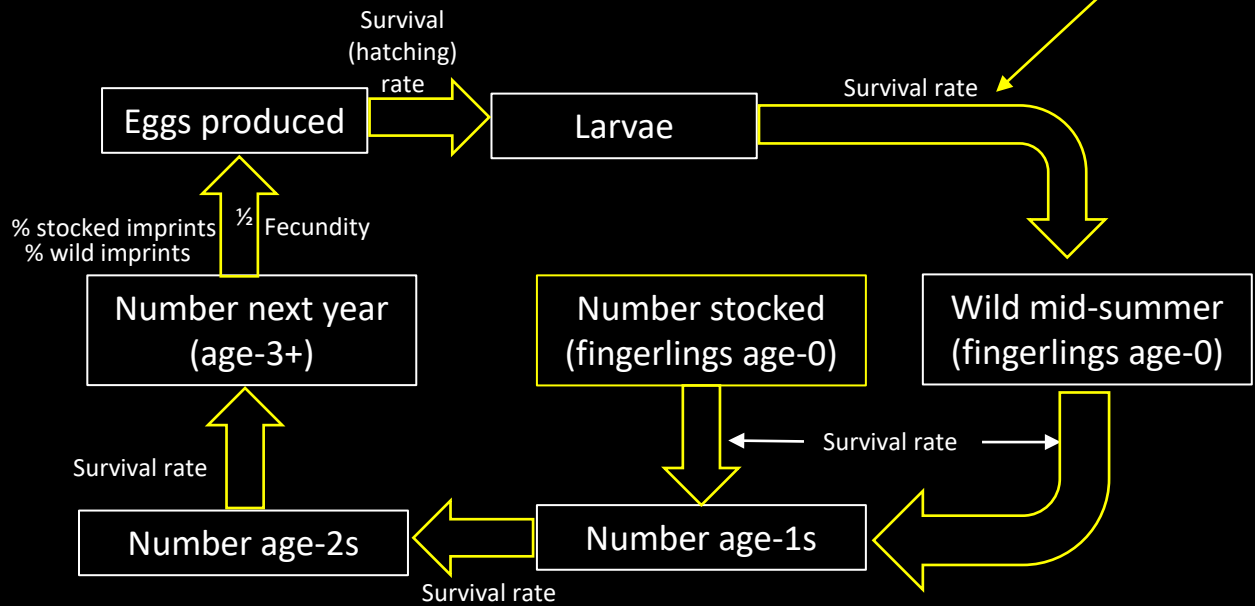 Survival
(hatching)
rate
Survival rate
Eggs produced
Larvae
% stocked imprints
% wild imprints
½
Fecundity
Number next year
(age-3+)
Number stocked
(fingerlings age-0)
Wild mid-summer
(fingerlings age-0)
Survival rate
Survival rate
Number age-2s
Number age-1s
Survival rate